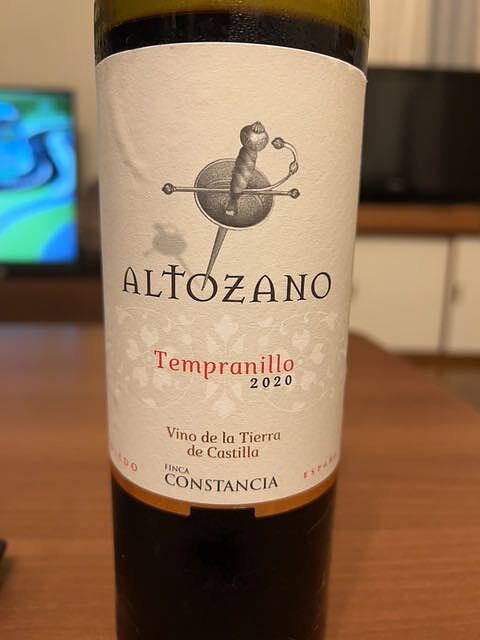 ALTOZANO
Tempranillo
2020
Vino de la Tierra
de Castilla
FINCA
CONSTANCIA